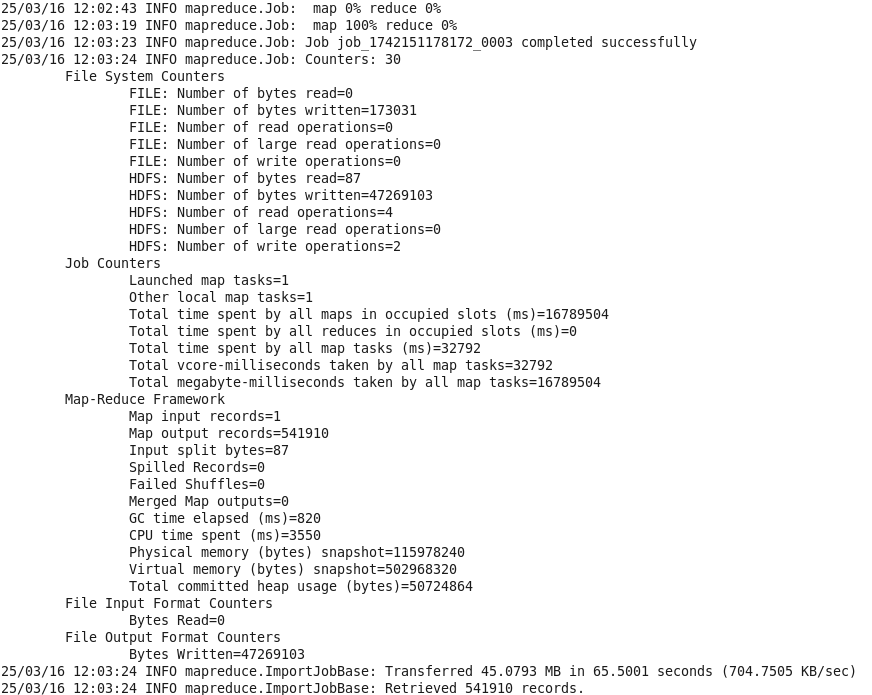 25/03/16 12:02:43 INFO mapreduce.Job:  map 0% reduce 0%
25/03/16 12:03:19 INFO mapreduce.Job:  map 100% reduce 0%
25/03/16 12:03:23 INFO mapreduce.Job: Job job_1742151178172_0003 completed successfully
25/03/16 12:03:24 INFO mapreduce.Job: Counters: 30
        File System Counters
                FILE: Number of bytes read=0
                FILE: Number of bytes written=173031
                FILE: Number of read operations=0
                FILE: Number of large read operations=0
                FILE: Number of write operations=0
                HDFS: Number of bytes read=87
                HDFS: Number of bytes written=47269103
                HDFS: Number of read operations=4
                HDFS: Number of large read operations=0
                HDFS: Number of write operations=2
        Job Counters
                Launched map tasks=1
                Other local map tasks=1
                Total time spent by all maps in occupied slots (ms)=16789504
                Total time spent by all reduces in occupied slots (ms)=0
                Total time spent by all map tasks (ms)=32792
                Total vcore-milliseconds taken by all map tasks=32792
                Total megabyte-milliseconds taken by all map tasks=16789504
        Map-Reduce Framework
                Map input records=1
                Map output records=541910
                Input split bytes=87
                Spilled Records=0
                Failed Shuffles=0
                Merged Map outputs=0
                GC time elapsed (ms)=820
                CPU time spent (ms)=3550
                Physical memory (bytes) snapshot=115978240
                Virtual memory (bytes) snapshot=502968320
                Total committed heap usage (bytes)=50724864
        File Input Format Counters
                Bytes Read=0
        File Output Format Counters
                Bytes Written=47269103
25/03/16 12:03:24 INFO mapreduce.ImportJobBase: Transferred 45.0793 MB in 65.5001 seconds (704.7505 KB/sec)
25/03/16 12:03:24 INFO mapreduce.ImportJobBase: Retrieved 541910 records.